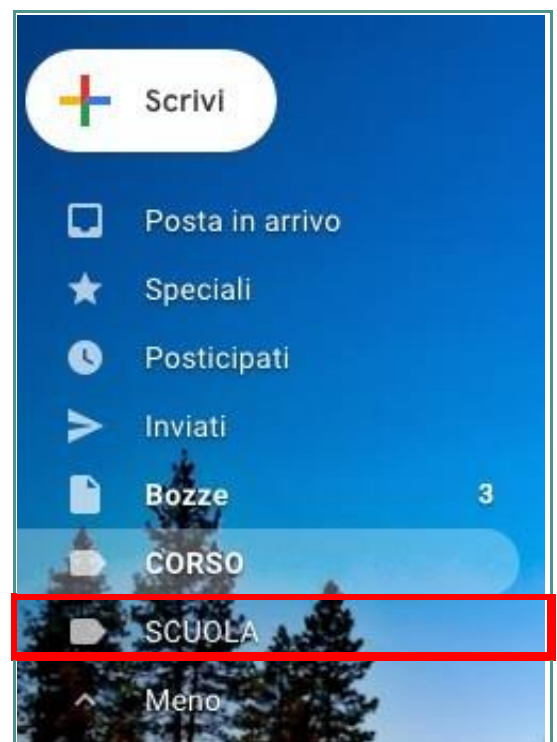 Scrivi
Posta in arrivo
Speciali
Posticipati
Inviati
Bozze 3
CORSO
SCUOLA
Meno